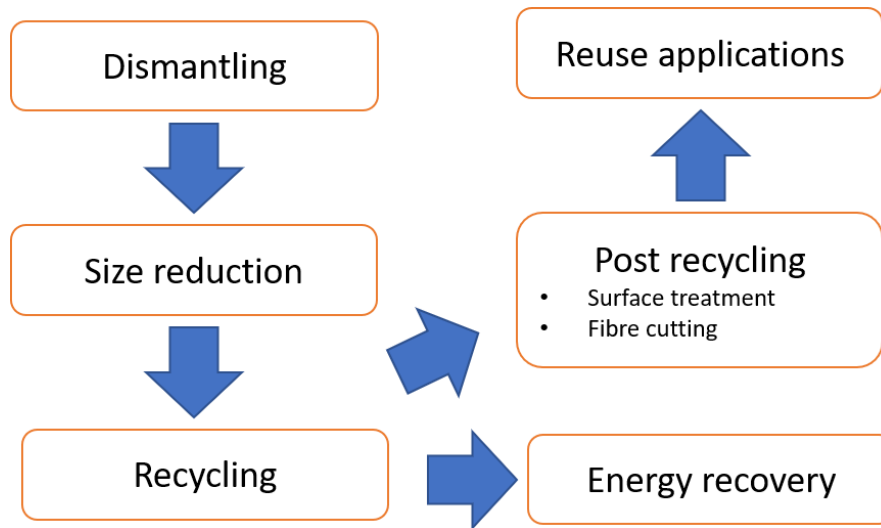 Dismantling
Size reduction
Recycling
Reuse applications
Post recycling
• Surface treatment
• Fibre cutting
Energy recovery